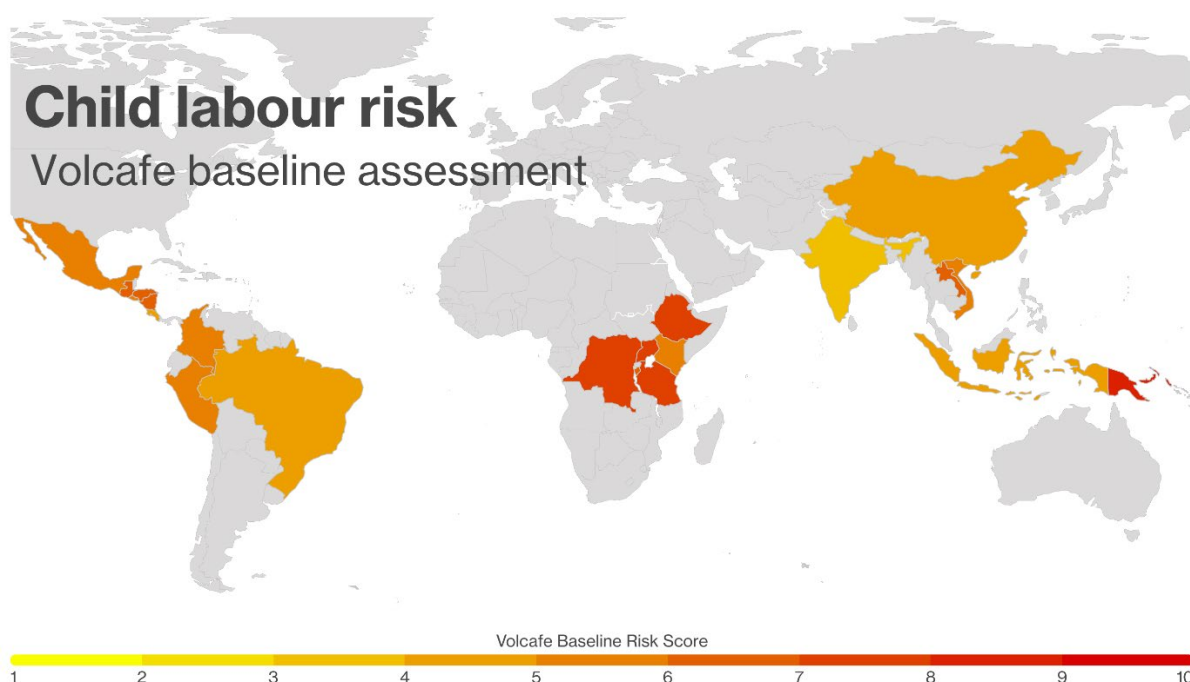 Child labour risk
Volcafe baseline assessment
Volcafe Baseline Risk Score
1 2 3 4 5 6 7 8 9 10